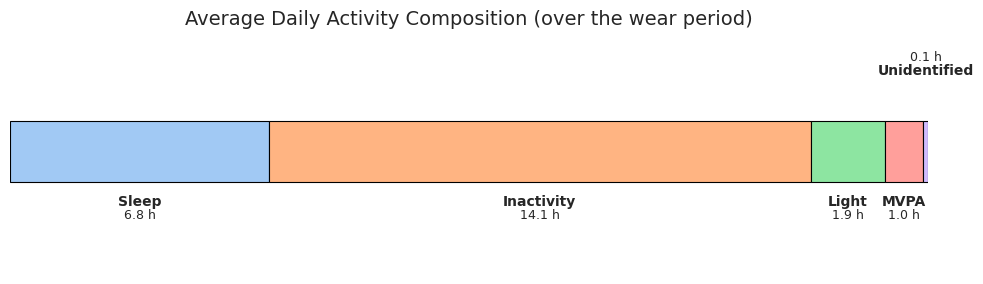 Average Daily Activity Composition (over the wear period)
0.1 h
Unidentified
Sleep
6.8 h
Inactivity
14.1 h
Light
1.9 h
MVPA
1.0 h